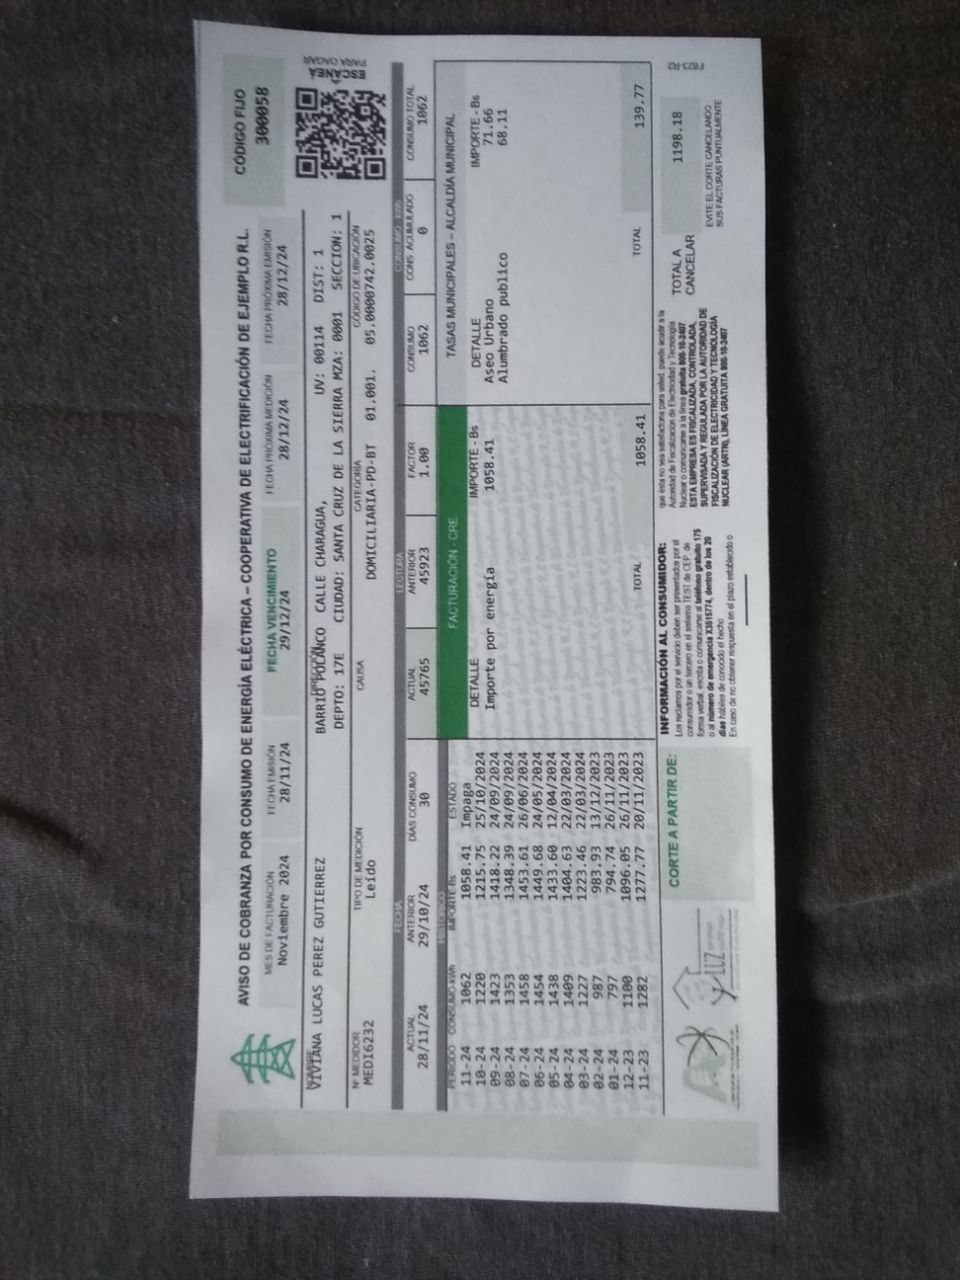 AVISO DE COBRANZA POR CONSUMO DE ENERGÍA ELÉCTRICA – COOPERATIVA DE ELECTRIFICACIÓN DE EJEMPLO R.L.
CÓDIGO FIJO
300058
MES DE FACTURACIÓN
Noviembre 2024
FECHA EMISIÓN
28/11/24
FECHA VENCIMIENTO
29/12/24
FECHA PRÓXIMA MEDICIÓN
28/12/24
FECHA PRÓXIMA EMISIÓN
28/12/24
ESCANEA
PARA PAGAR
NOMBRE
VIVIANA LUCAS PEREZ GUTIERREZ
BARRIO POLANCO CALLE CHARAGUA, UV: 00114 DIST: 1
DEPTO: 17E CIUDAD: SANTA CRUZ DE LA SIERRA MZA: 0001 SECCION: 1
N° MEDIDOR
MEDI6232
TIPO DE MEDICIÓN
Leído
CAUSA
CATEGORIA
DOMICILIARIA-PD-BT
CÓDIGO DE UBICACIÓN
01.001. 05.0000742.0025
FECHA LECTURA CONSUMO - kWh
ACTUAL ANTERIOR DÍAS CONSUMO ACTUAL ANTERIOR FACTOR CONSUMO CONS ACUMULADO CONSUMO TOTAL
28/11/24 29/10/24 30 45765 45923 1.00 1062 0 1062
HISTORICO
PERIODO CONSUMO-kWh IMPORTE-Bs ESTADO
11-24 1062 1058.41 Impaga
10-24 1220 1215.75 25/10/2024
09-24 1423 1418.22 24/09/2024
08-24 1353 1348.39 24/09/2024
07-24 1458 1453.61 26/06/2024
06-24 1454 1449.68 24/05/2024
05-24 1438 1433.60 12/04/2024
04-24 1409 1404.63 22/03/2024
03-24 1227 1223.46 22/03/2024
02-24 987 983.93 13/12/2023
01-24 797 794.74 26/11/2023
12-23 1100 1096.05 26/11/2023
11-23 1282 1277.77 20/11/2023
FACTURACIÓN - CRE
DETALLE IMPORTE - Bs
Importe por energía 1058.41
TOTAL 1058.41
TASAS MUNICIPALES – ALCALDÍA MUNICIPAL
DETALLE IMPORTE - Bs
Aseo Urbano 71.66
Alumbrado publico 68.11
TOTAL 139.77
CORTE A PARTIR DE:
INFORMACIÓN AL CONSUMIDOR:
Los reclamos por el servicio deben ser presentados por el
consumidor o un tercero en el sistema TEST de CEP, de
forma verbal, escrita o comunicarse al teléfono gratuito 175
o al número de emergencia X3515774, dentro de los 20
días hábiles de conocido el hecho
En caso de no obtener respuesta en el plazo establecido o
que ésta no sea satisfactoria para usted, puede acudir a la
Autoridad de Fiscalización de Electricidad y Tecnología
Nuclear o comunicarse a la línea gratuita 800-10-2407
ESTA EMPRESA ES FISCALIZADA, CONTROLADA,
SUPERVISADA Y REGULADA POR LA AUTORIDAD DE
FISCALIZACIÓN DE ELECTRICIDAD Y TECNOLOGÍA
NUCLEAR (AETN), LÍNEA GRATUITA 800-10-2407
TOTAL A
CANCELAR
1198.18
EVITE EL CORTE CANCELANDO
SUS FACTURAS PUNTUALMENTE
F823-R2